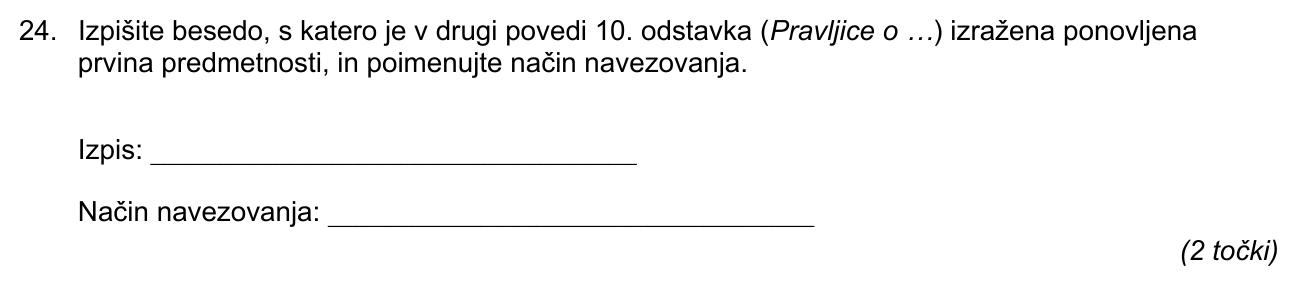 24. Izpišite besedo, s katero je v drugi povedi 10. odstavka (Pravljice o …) izražena ponovljena
prvina predmetnosti, in poimenujte način navezovanja.
Izpis: ________________________________
Način navezovanja: ________________________________
(2 točki)